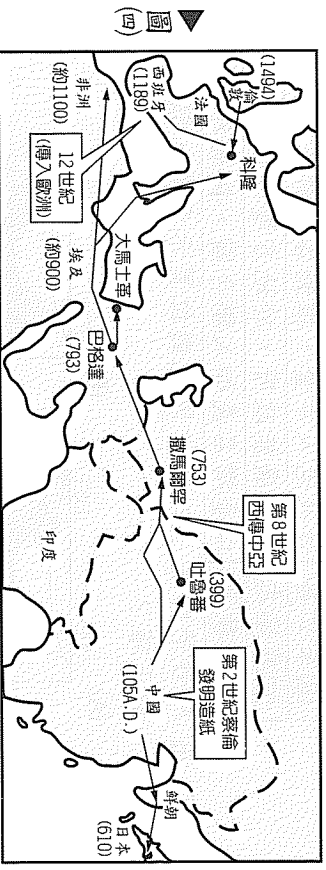 ▲圖(四)
(1494)
倫敦
科隆
法國
西班牙
(1189)
12世紀
(傳入歐洲)
非洲
(約1100)
埃及
(約900)
大馬士革
巴格達
(793)
撒馬爾罕
(753)
第8世紀
西傳中亞
印度
吐魯番
(399)
第2世紀蔡倫
發明造紙
中國
(105A.D.)
朝鮮
日本
(610)